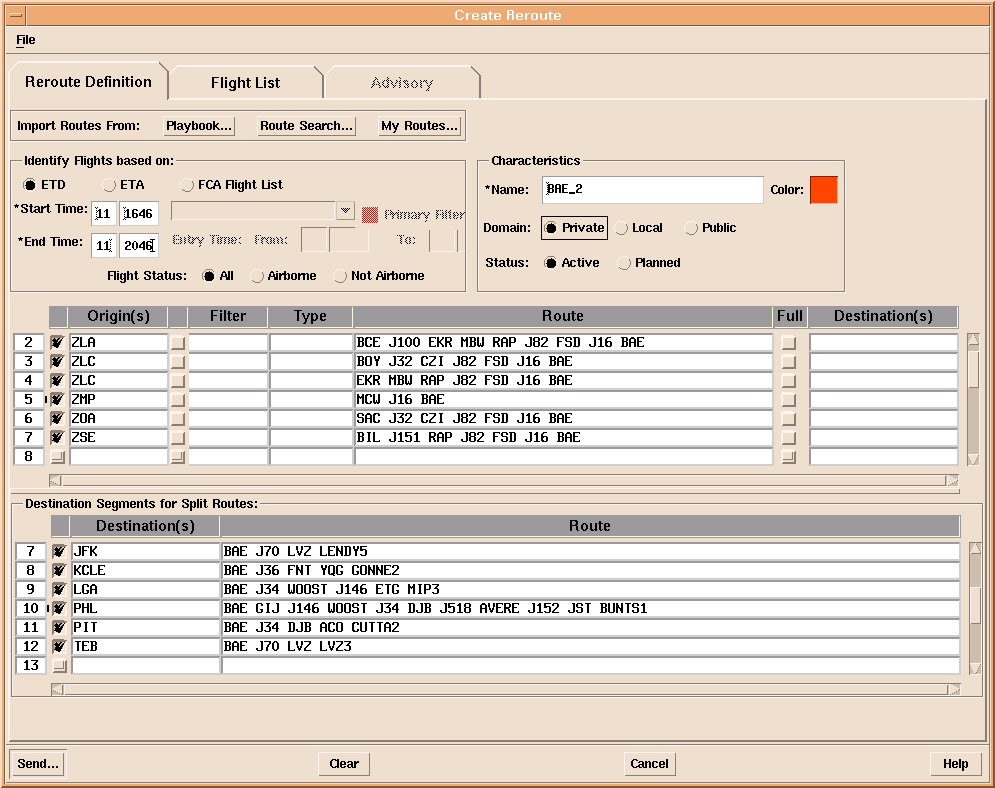 Create Reroute
File
Reroute Definition Flight List Advisory
Import Routes From: Playbook... Route Search... My Routes...
Identify Flights based on:
ETD ETA FCA Flight List
*Start Time: 11 1646 Primary Filter
*End Time: 11 2046 Entry Time: From: To:
Flight Status: All Airborne Not Airborne
Characteristics
*Name: BAE_2 Color:
Domain: Private Local Public
Status: Active Planned
Origin(s) Filter Type Route Full Destination(s)
2 ZLA BCE J100 EKR MBW RAP J82 FSD J16 BAE
3 ZLC BOY J32 CZI J82 FSD J16 BAE
4 ZLC EKR MBW RAP J82 FSD J16 BAE
5 ZMP MCW J16 BAE
6 ZOA SAC J32 CZI J82 FSD J16 BAE
7 ZSE BIL J151 RAP J82 FSD J16 BAE
8
Destination Segments for Split Routes:
Destination(s) Route
7 JFK BAE J70 LVZ LENDY5
8 KCLE BAE J36 FNT YQG GONNE2
9 LGA BAE J34 WOOST J146 ETG MIP3
10 PHL BAE GIJ J146 WOOST J34 DJB J518 AVERE J152 JST BUNTS1
11 PIT BAE J34 DJB ACO CUTTA2
12 TEB BAE J70 LVZ LVZ3
13
Send... Clear Cancel Help